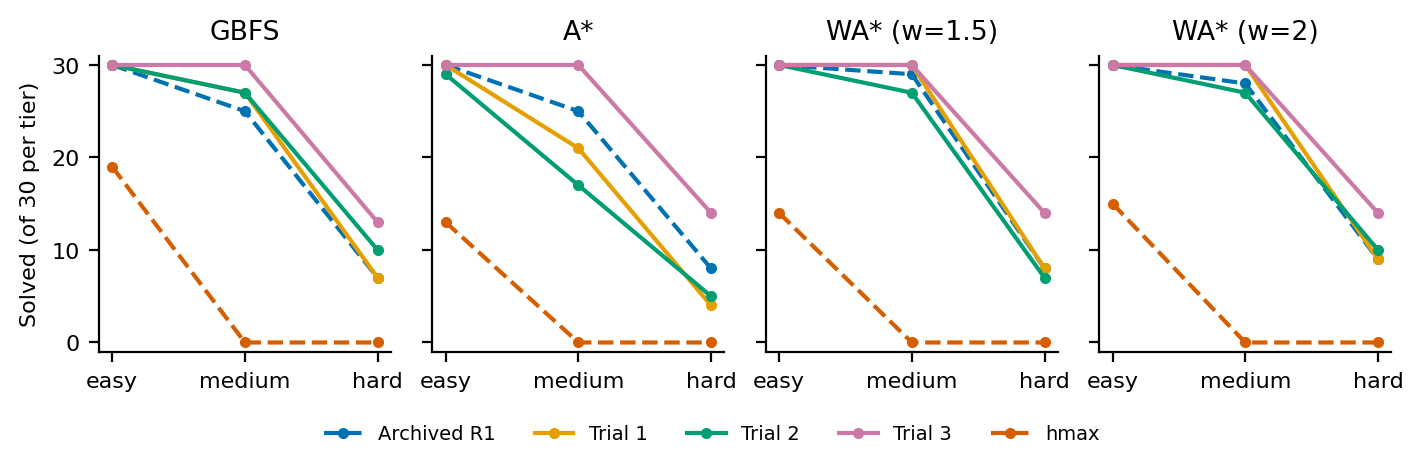 GBFS A* WA* (w=1.5) WA* (w=2)
Solved (of 30 per tier)
30
20
10
0
easy medium hard easy medium hard easy medium hard easy medium hard
Archived R1 Trial 1 Trial 2 Trial 3 hmax